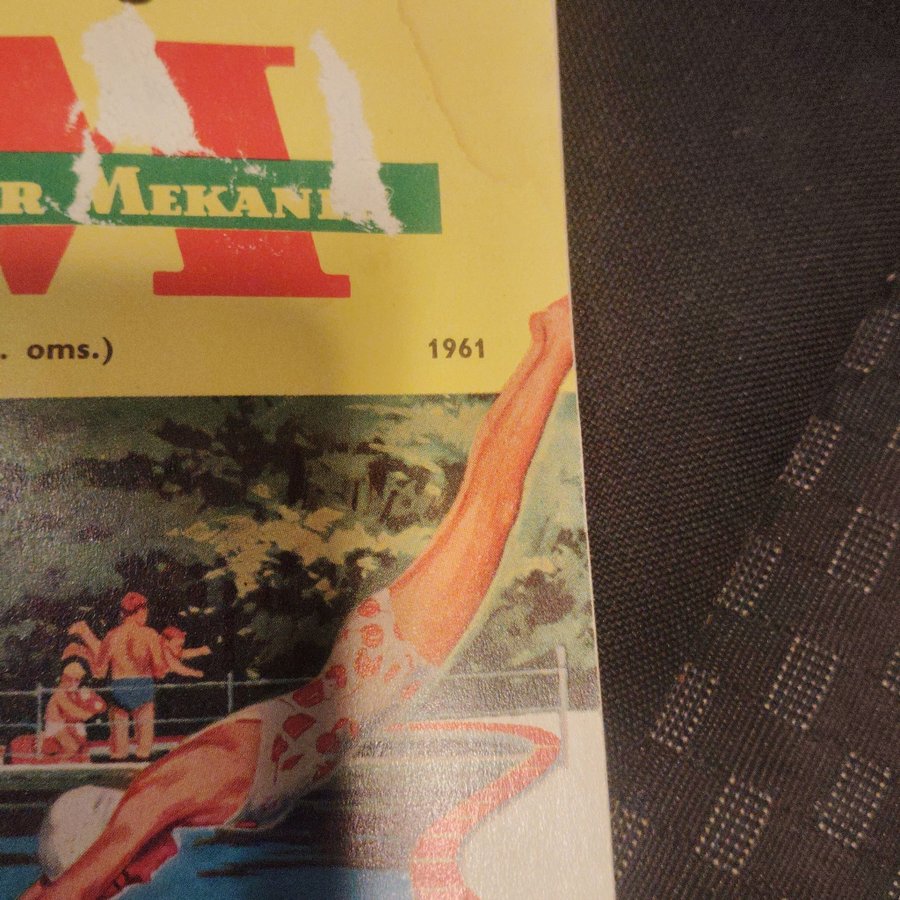 M
R MEKANI
. oms.) 1961